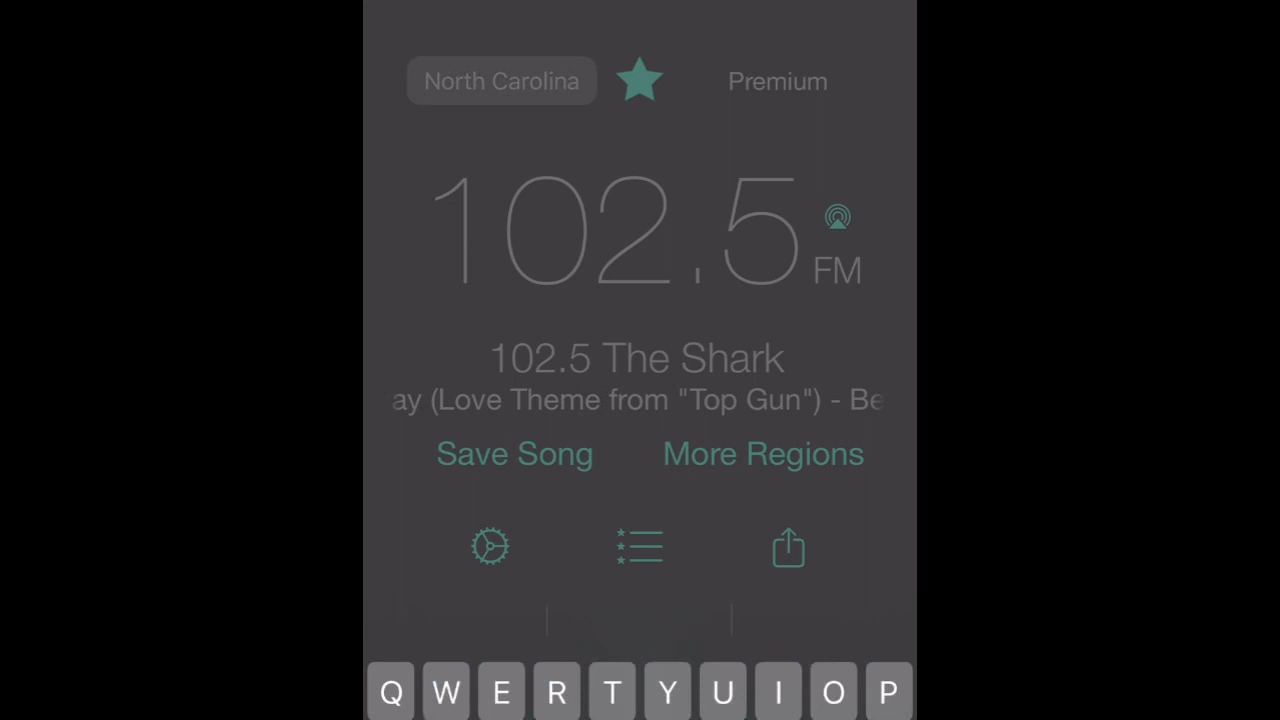 North Carolina Premium
102.5 FM
102.5 The Shark
ay (Love Theme from "Top Gun") - Be
Save Song More Regions
Q W E R T Y U I O P